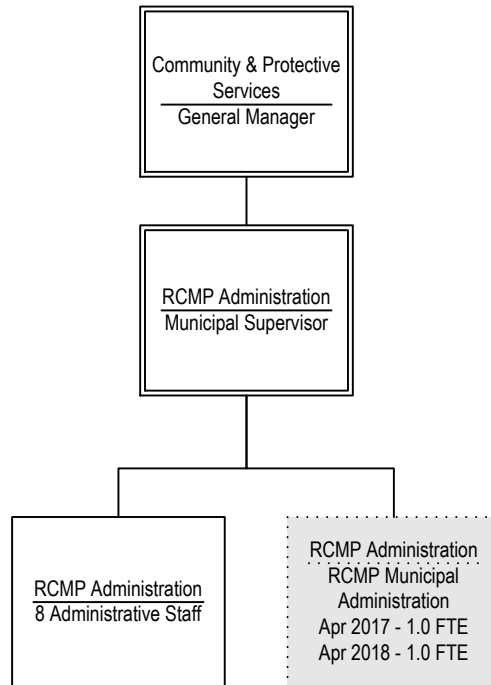 Community & Protective
Services
General Manager
RCMP Administration
Municipal Supervisor
RCMP Administration
8 Administrative Staff
RCMP Administration
RCMP Municipal
Administration
Apr 2017 - 1.0 FTE
Apr 2018 - 1.0 FTE